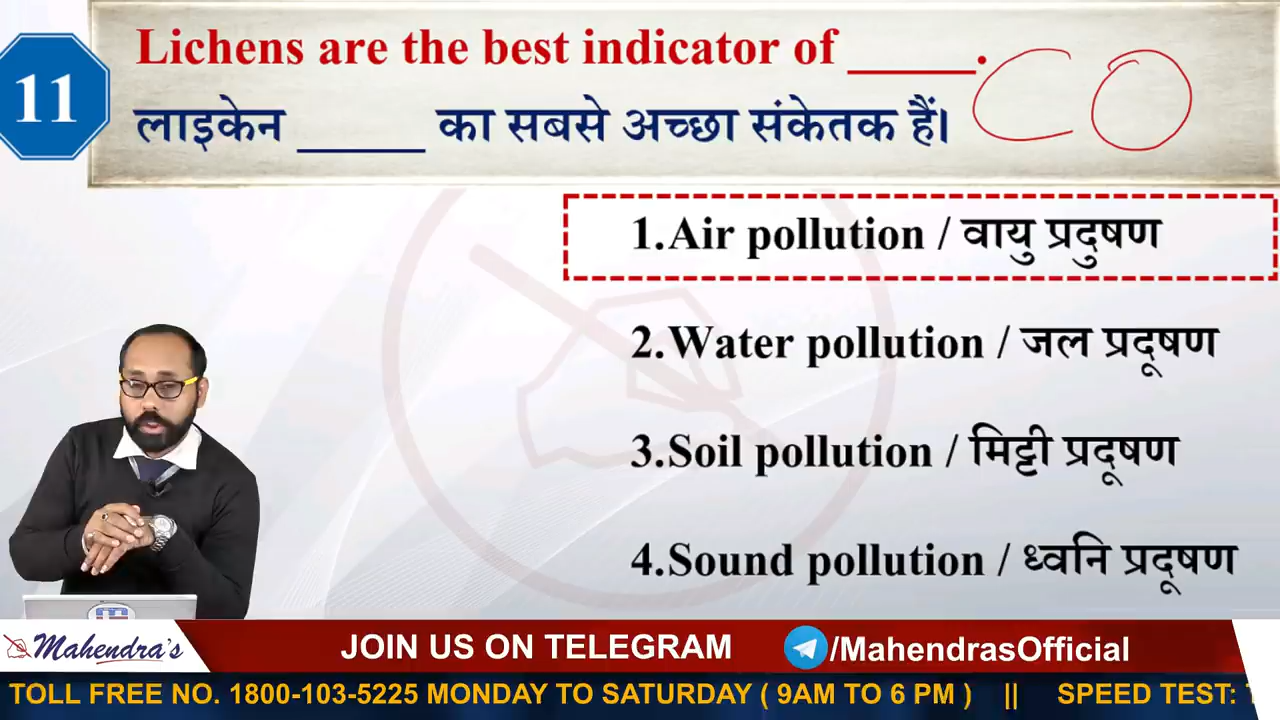 11
Lichens are the best indicator of _____.
लाइकेन _____ का सबसे अच्छा संकेतक हैं।
CO
1.Air pollution / वायु प्रदुषण
2.Water pollution / जल प्रदूषण
3.Soil pollution / मिट्टी प्रदूषण
4.Sound pollution / ध्वनि प्रदूषण
Mahendra's
JOIN US ON TELEGRAM
/MahendrasOfficial
TOLL FREE NO. 1800-103-5225 MONDAY TO SATURDAY ( 9AM TO 6 PM ) || SPEED TEST: